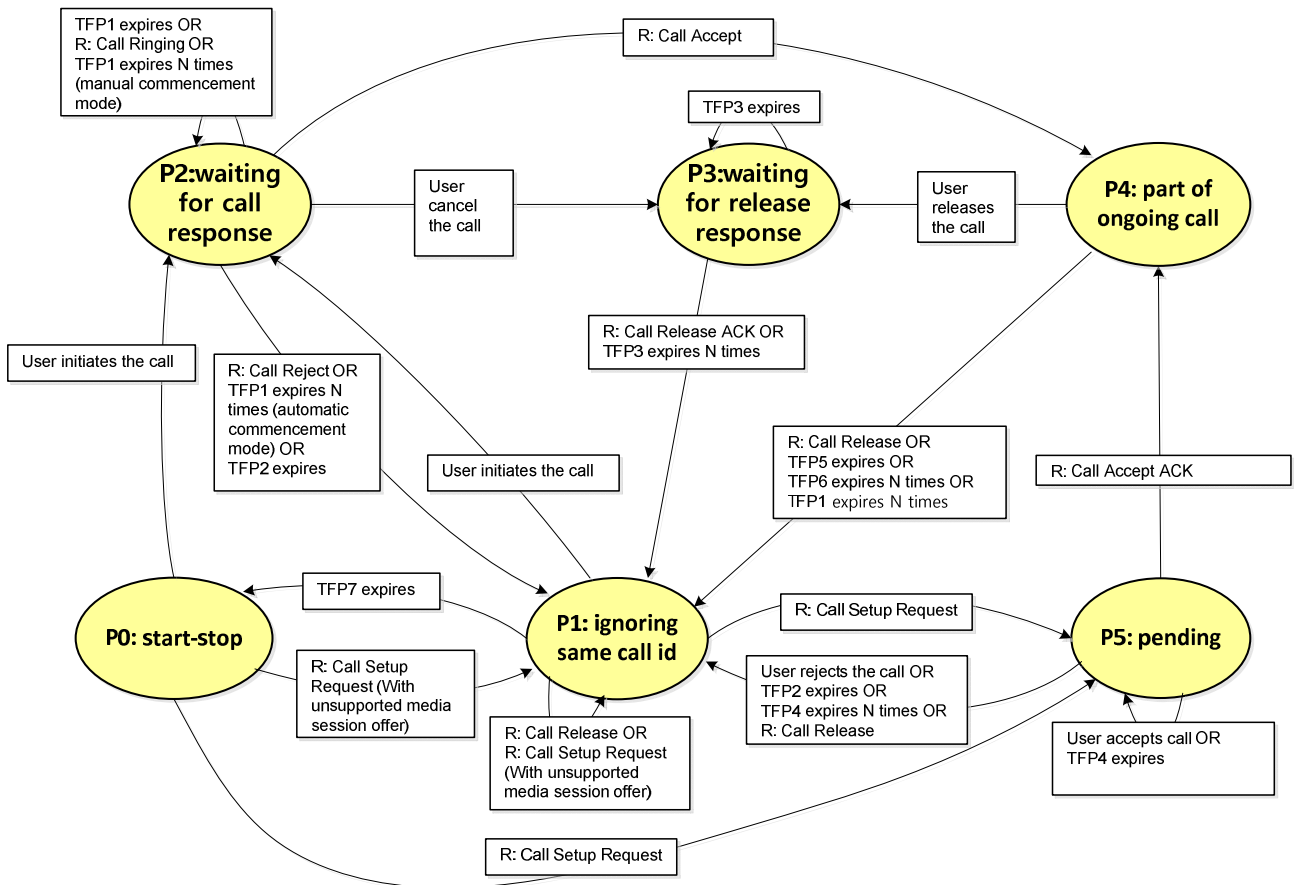 TFP1 expires OR
R: Call Ringing OR
TFP1 expires N times
(manual commencement
mode)
R: Call Accept
TFP3 expires
P2:waiting
for call
response
User
cancel
the call
P3:waiting
for release
response
User
releases
the call
P4: part of
ongoing call
User initiates the call
R: Call Reject OR
TFP1 expires N
times (automatic
commencement
mode) OR
TFP2 expires
R: Call Release ACK OR
TFP3 expires N times
User initiates the call
R: Call Release OR
TFP5 expires OR
TFP6 expires N times OR
TFP1 expires N times
R: Call Accept ACK
TFP7 expires
P0: start-stop
R: Call Setup
Request (With
unsupported media
session offer)
P1: ignoring
same call id
R: Call Setup Request
P5: pending
User rejects the call OR
TFP2 expires OR
TFP4 expires N times OR
R: Call Release
R: Call Release OR
R: Call Setup Request
(With unsupported
media session offer)
User accepts call OR
TFP4 expires
R: Call Setup Request